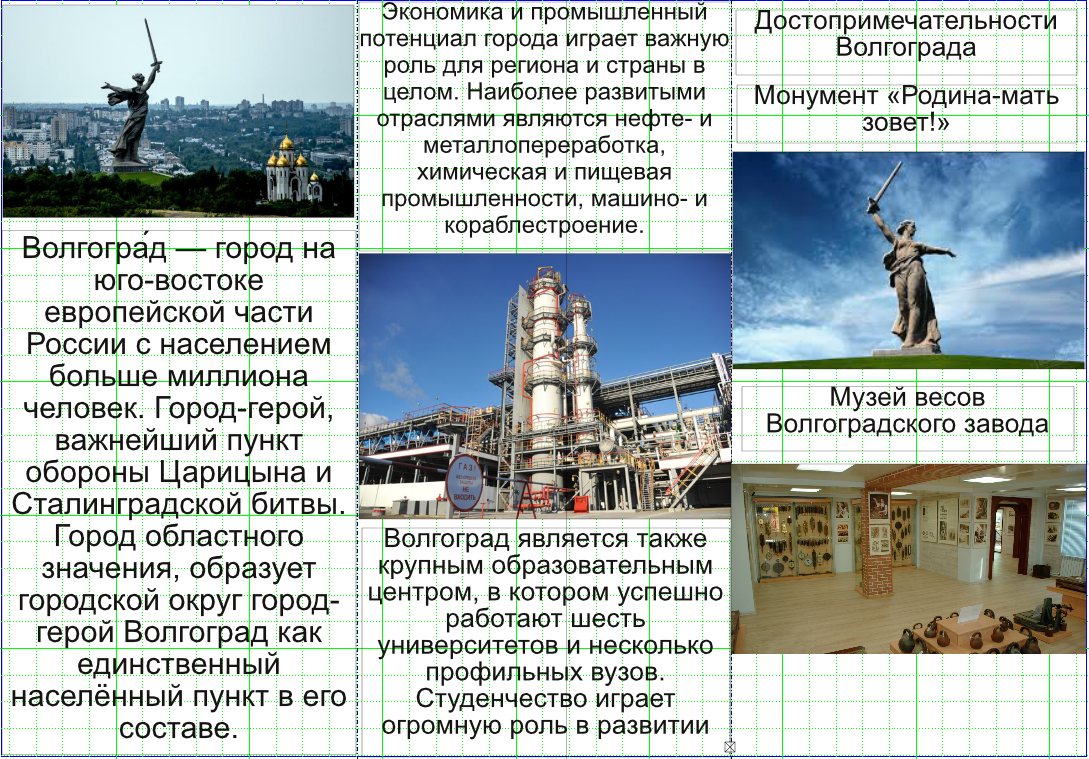 Волгогра́д — город на
юго-востоке
европейской части
России с населением
больше миллиона
человек. Город-герой,
важнейший пункт
обороны Царицына и
Сталинградской битвы.
Город областного
значения, образует
городской округ город-
герой Волгоград как
единственный
населённый пункт в его
составе.
Экономика и промышленный
потенциал города играет важную
роль для региона и страны в
целом. Наиболее развитыми
отраслями являются нефте- и
металлопереработка,
химическая и пищевая
промышленности, машино- и
кораблестроение.
ГАЗ!
НЕ
ВХОДИТЬ
Волгоград является также
крупным образовательным
центром, в котором успешно
работают шесть
университетов и несколько
профильных вузов.
Студенчество играет
огромную роль в развитии
Достопримечательности
Волгограда
Монумент «Родина-мать
зовет!»
Музей весов
Волгоградского завода